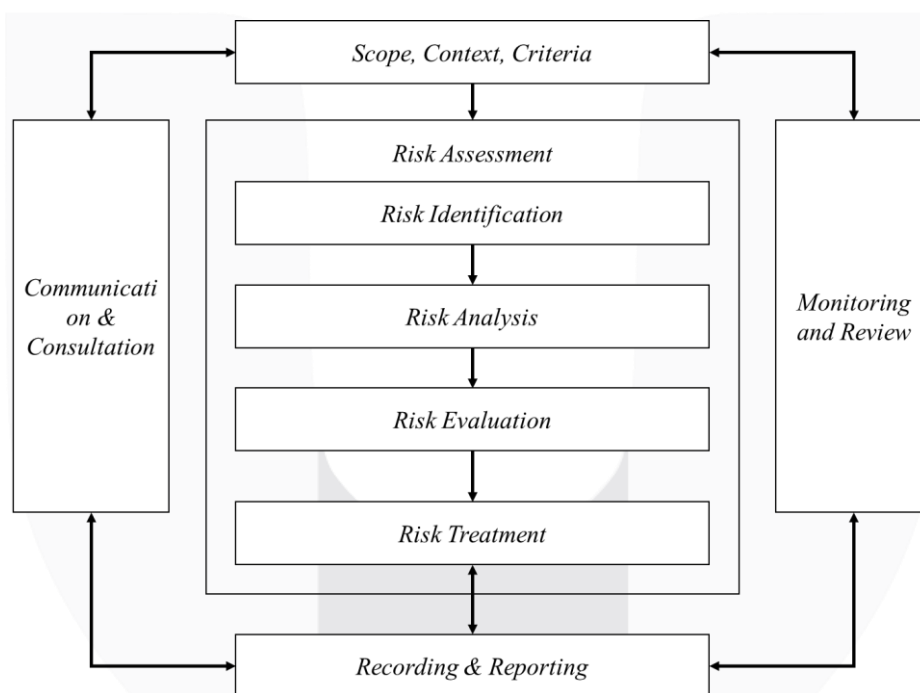 Scope, Context, Criteria
Risk Assessment
Risk Identification
Communicati
on &
Consultation
Risk Analysis
Monitoring
and Review
Risk Evaluation
Risk Treatment
Recording & Reporting